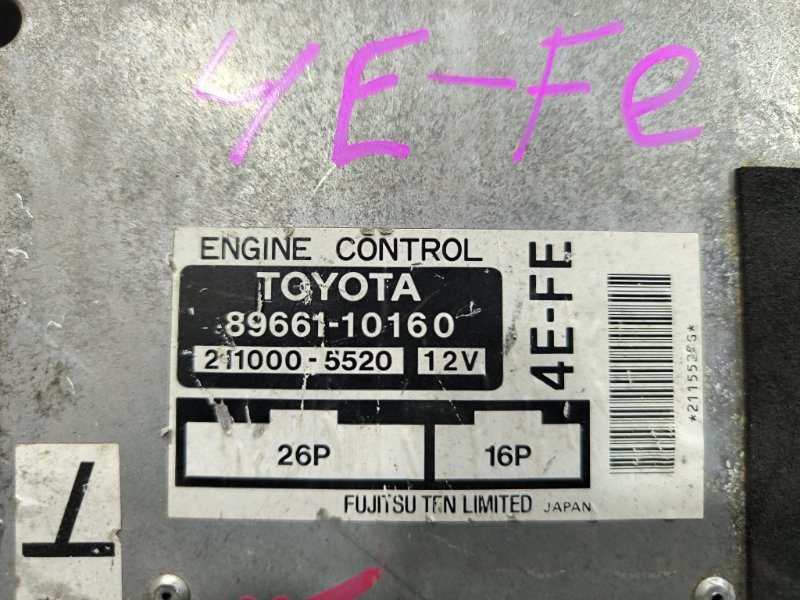 4E-Fe
ENGINE CONTROL
TOYOTA
89661-10160
211000-5520 12V
4E-FE
26P
16P
FUJITSU TEN LIMITED JAPAN